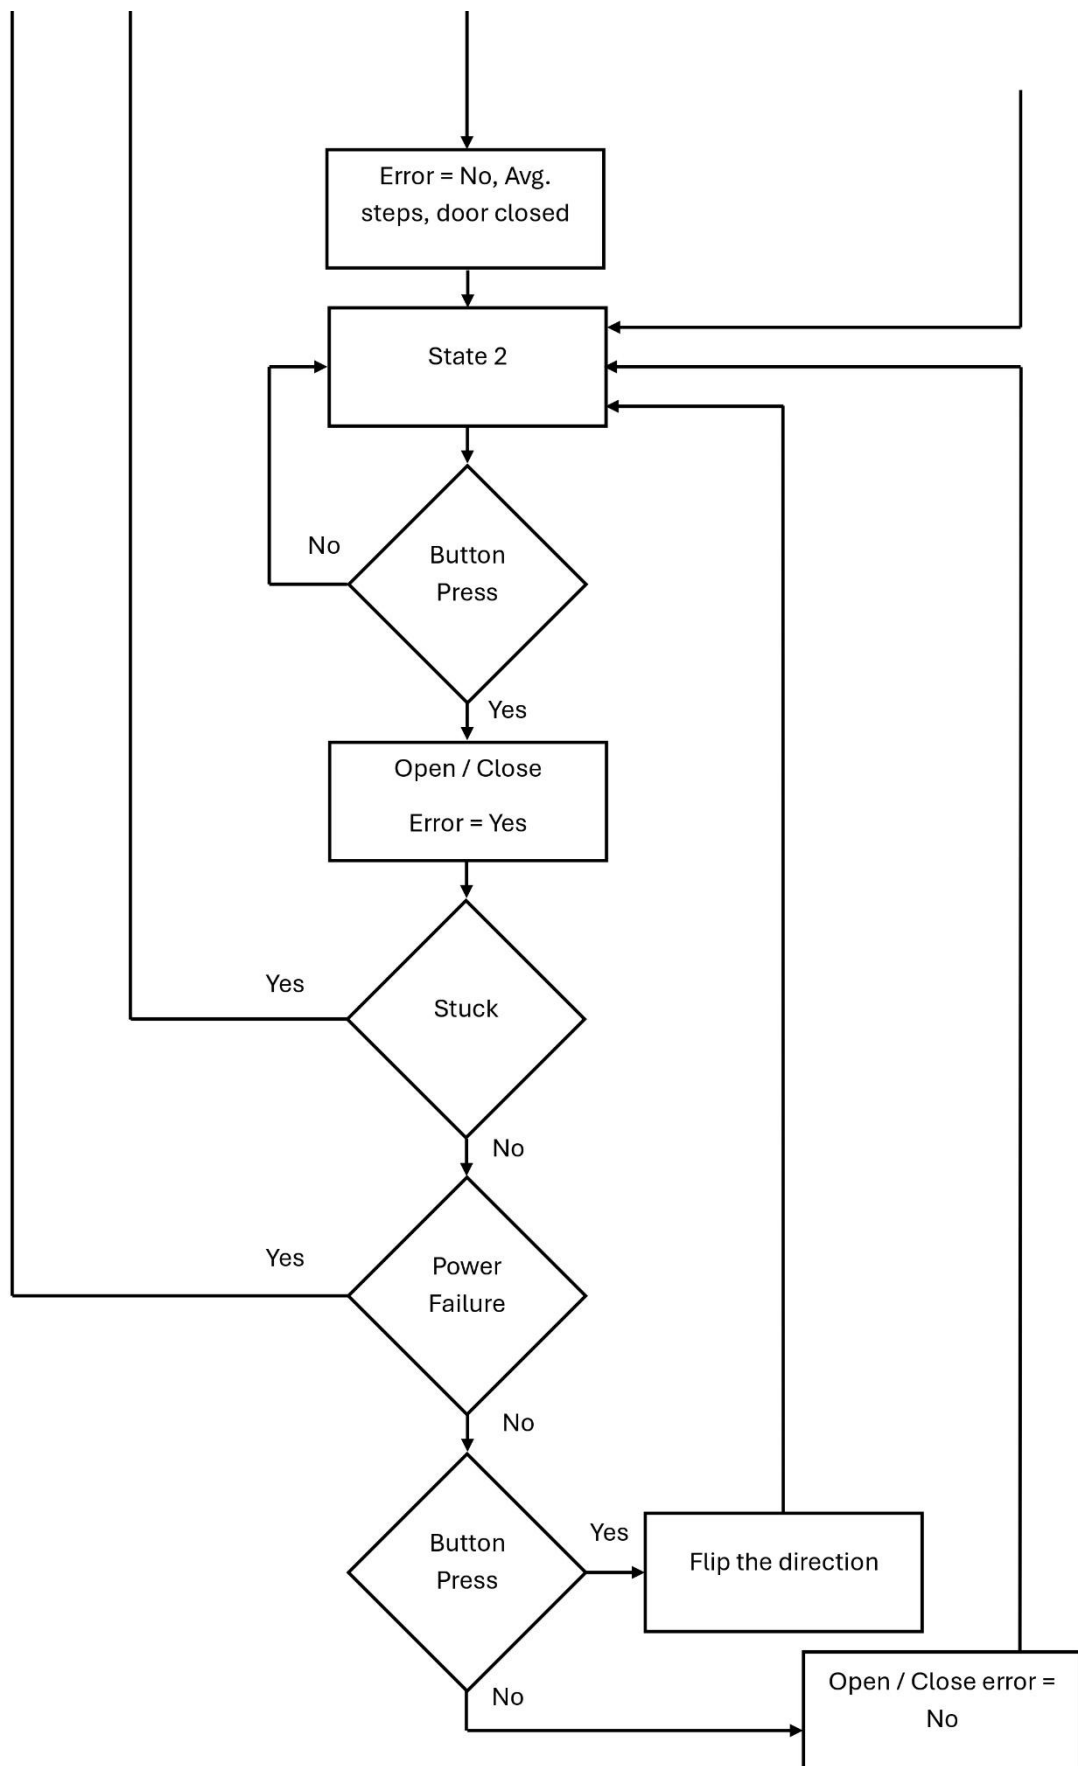 Error = No, Avg.
steps, door closed
State 2
No
Button
Press
Yes
Open / Close
Error = Yes
Yes
Stuck
No
Yes
Power
Failure
No
Button
Press
Yes
Flip the direction
No
Open / Close error =
No